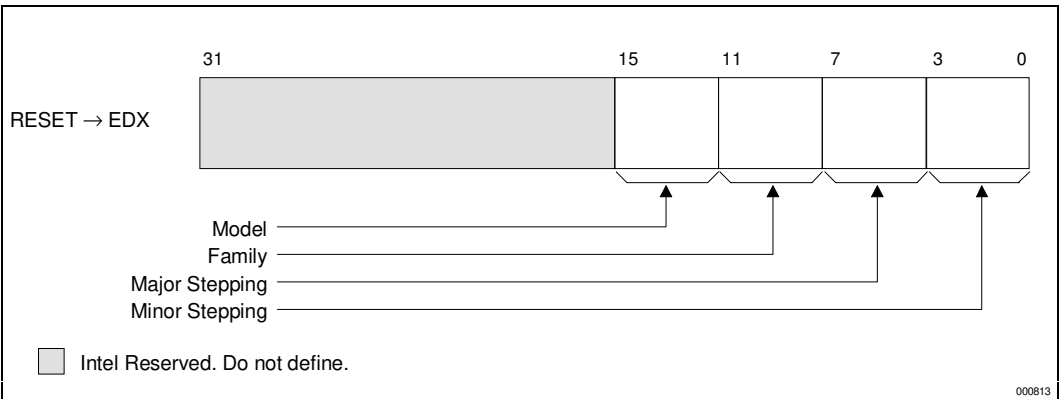 31 15 11 7 3 0
RESET → EDX
Model
Family
Major Stepping
Minor Stepping
Intel Reserved. Do not define.
000813